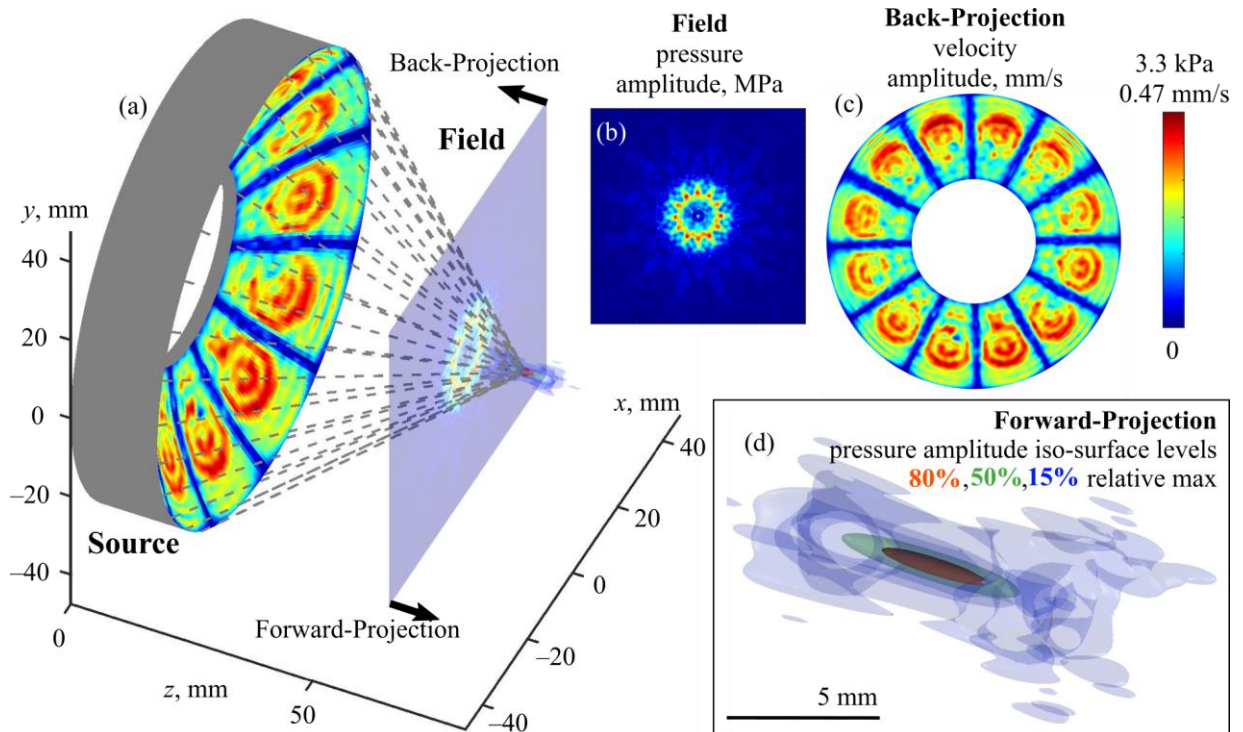 (a)
Back-Projection
Field
Source
Forward-Projection
y, mm
40
20
0
–20
–40
0
z, mm
50
x, mm
40
20
0
–20
–40
Field
pressure
amplitude, MPa
(b)
Back-Projection
velocity
amplitude, mm/s
(c)
3.3 kPa
0.47 mm/s
0
(d)
Forward-Projection
pressure amplitude iso-surface levels
80%,50%,15% relative max
5 mm